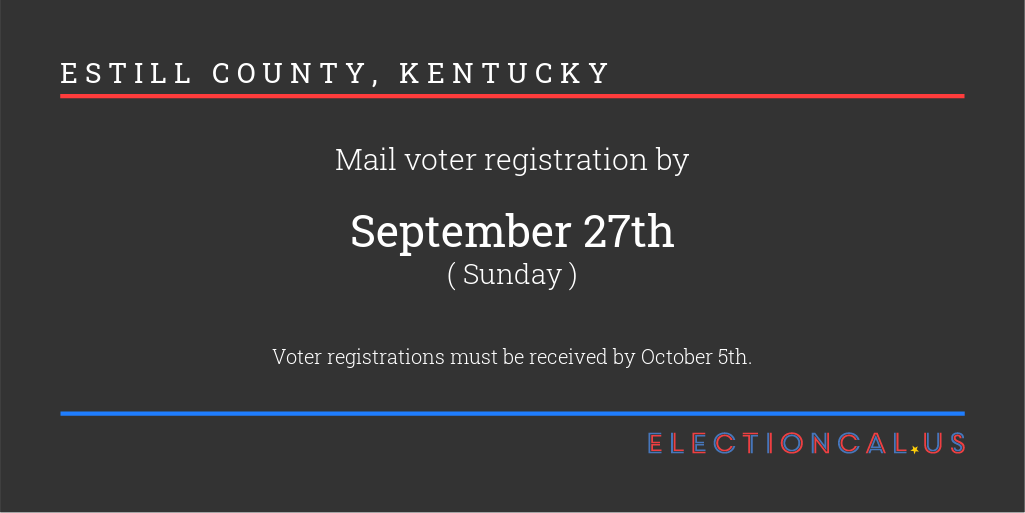 ESTILL COUNTY, KENTUCKY
Mail voter registration by
September 27th
( Sunday )
Voter registrations must be received by October 5th.
ELECTIONCAL.US